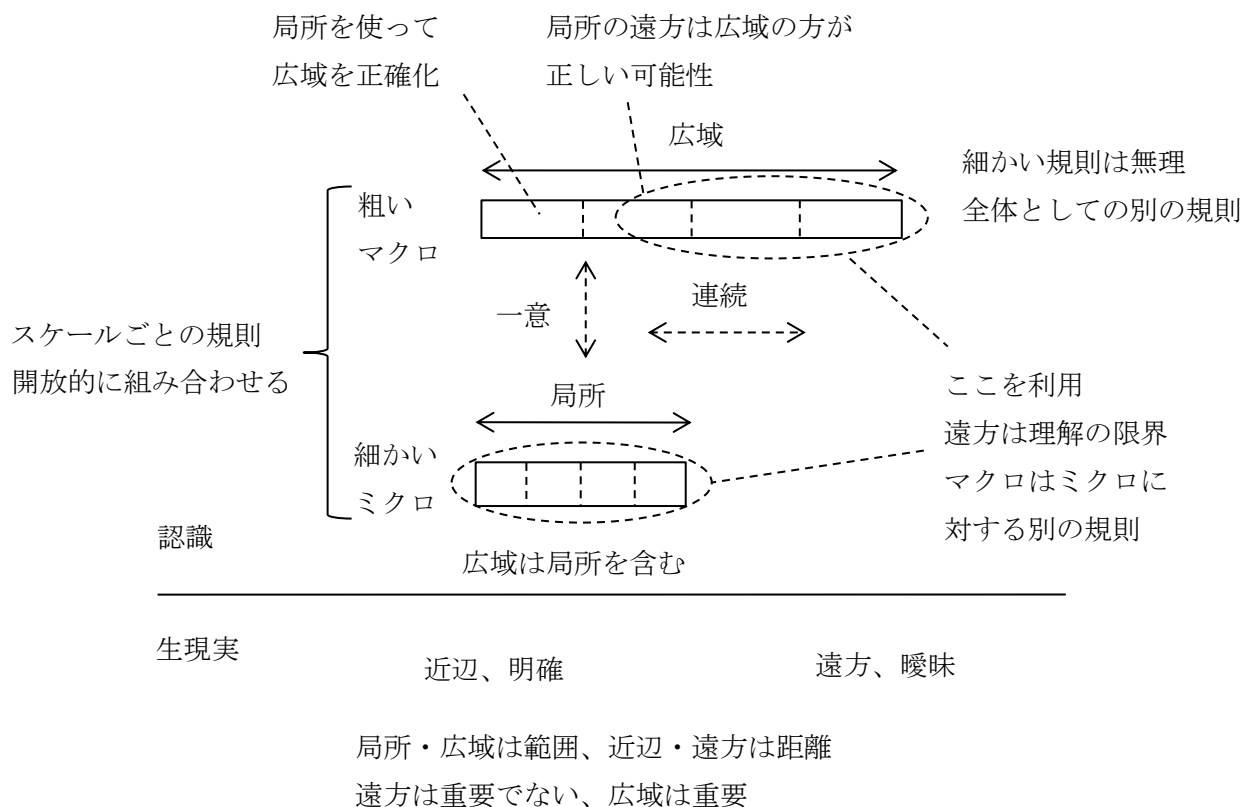 局所を使って
広域を正確化
局所の遠方は広域の方が
正しい可能性
広域
細かい規則は無理
全体としての別の規則
粗い
マクロ
一意
連続
スケールごとの規則
開放的に組み合わせる
局所
ここを利用
遠方は理解の限界
マクロはミクロに
対する別の規則
細かい
ミクロ
認識
広域は局所を含む
生現実
近辺、明確
遠方、曖昧
局所・広域は範囲、近辺・遠方は距離
遠方は重要でない、広域は重要